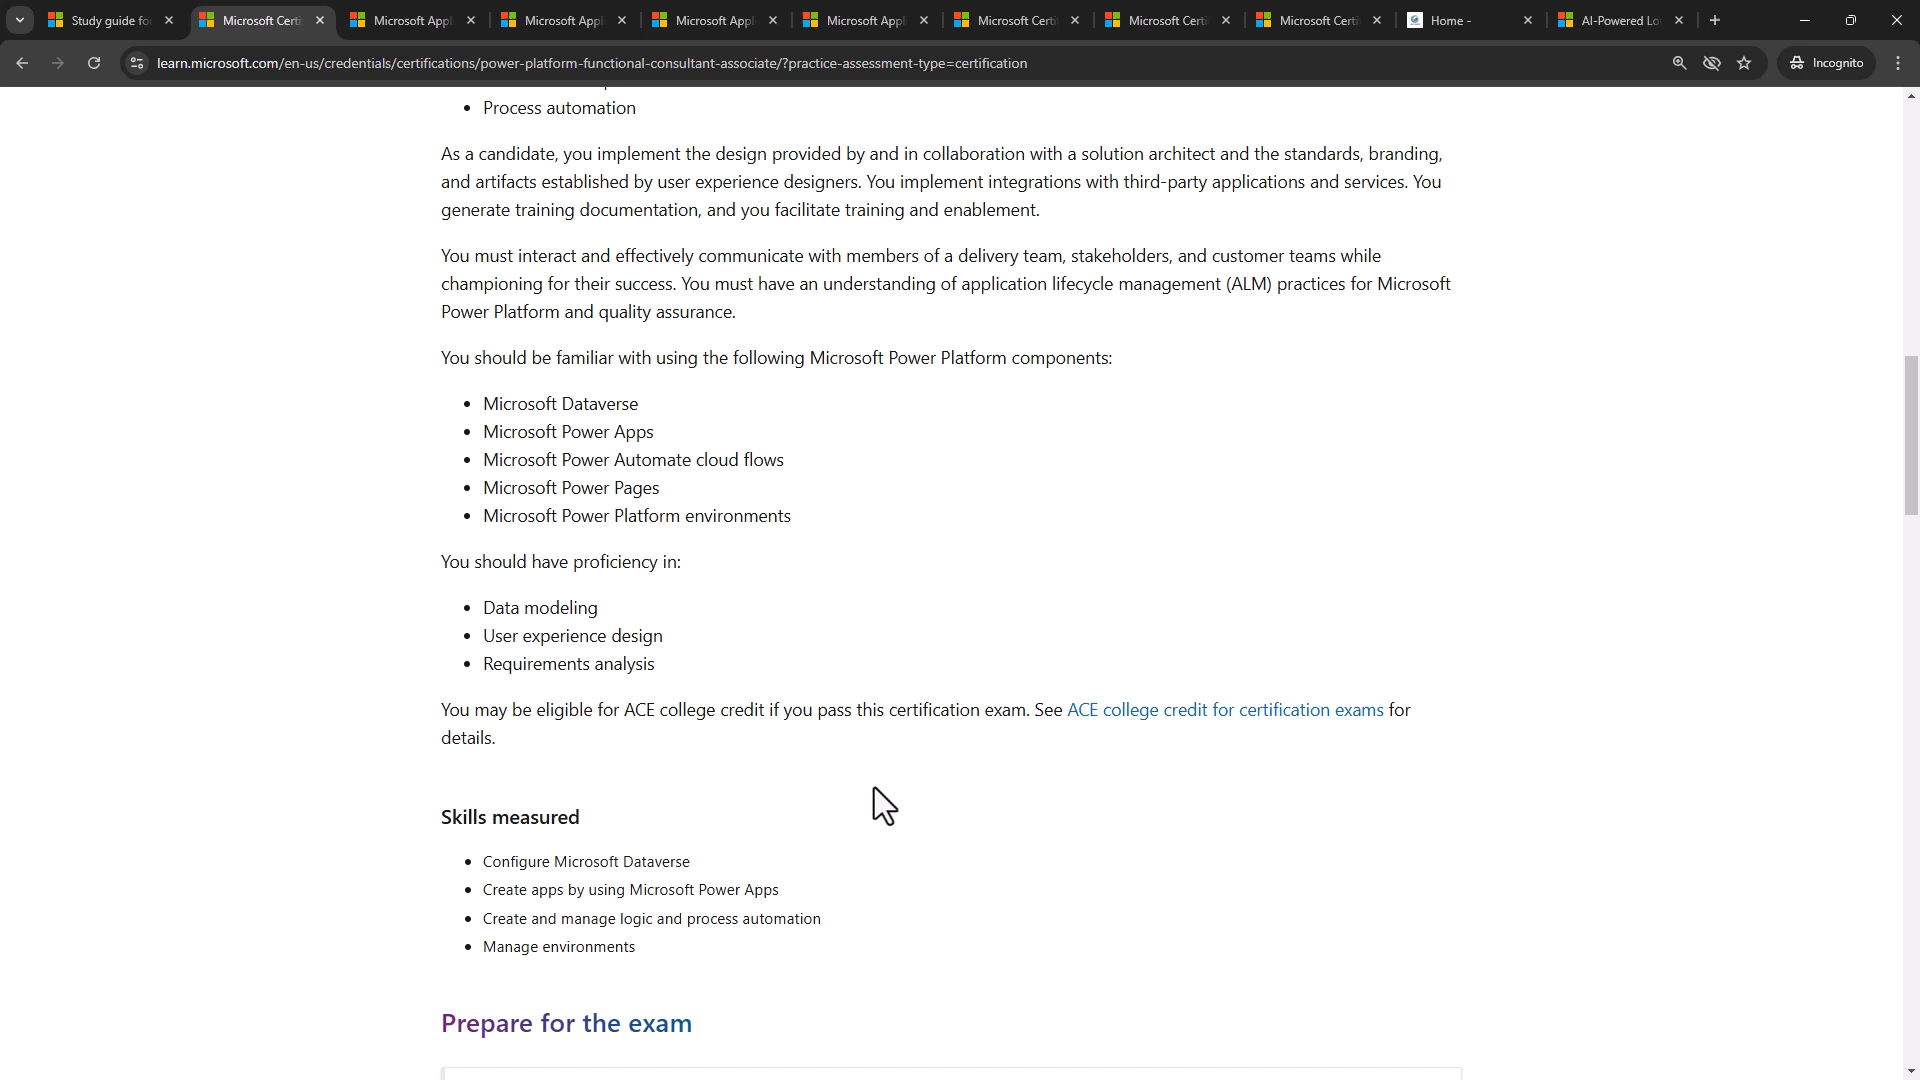 Study guide fo
Microsoft Certi
Microsoft Appl
Microsoft Appl
Microsoft Appl
Microsoft Appl
Microsoft Certi
Microsoft Certi
Microsoft Certi
Home -
AI-Powered Lo
learn.microsoft.com/en-us/credentials/certifications/power-platform-functional-consultant-associate/?practice-assessment-type=certification
Incognito
• Process automation
As a candidate, you implement the design provided by and in collaboration with a solution architect and the standards, branding,
and artifacts established by user experience designers. You implement integrations with third-party applications and services. You
generate training documentation, and you facilitate training and enablement.
You must interact and effectively communicate with members of a delivery team, stakeholders, and customer teams while
championing for their success. You must have an understanding of application lifecycle management (ALM) practices for Microsoft
Power Platform and quality assurance.
You should be familiar with using the following Microsoft Power Platform components:
• Microsoft Dataverse
• Microsoft Power Apps
• Microsoft Power Automate cloud flows
• Microsoft Power Pages
• Microsoft Power Platform environments
You should have proficiency in:
• Data modeling
• User experience design
• Requirements analysis
You may be eligible for ACE college credit if you pass this certification exam. See ACE college credit for certification exams for
details.
Skills measured
• Configure Microsoft Dataverse
• Create apps by using Microsoft Power Apps
• Create and manage logic and process automation
• Manage environments
Prepare for the exam